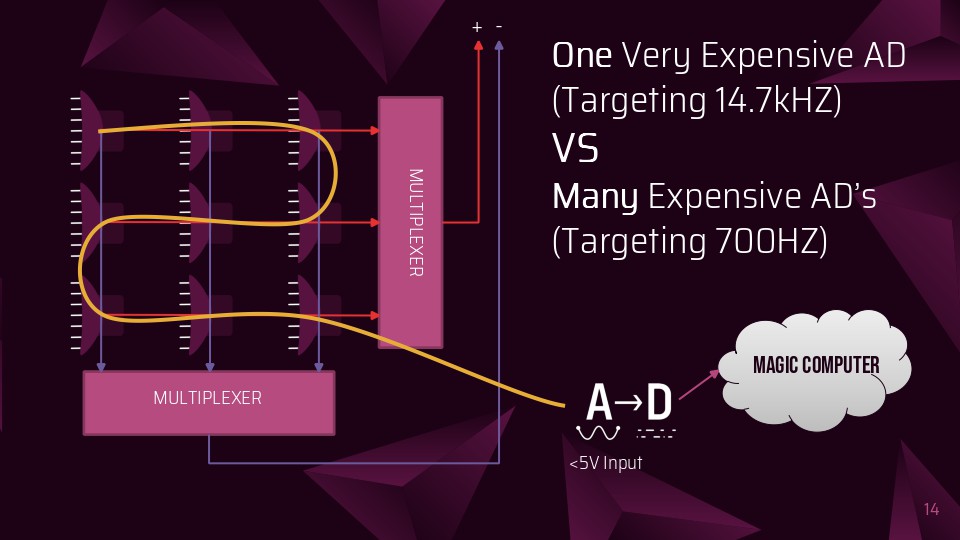 + -
One Very Expensive AD
(Targeting 14.7kHZ)
VS
Many Expensive AD’s
(Targeting 700HZ)
MULTIPLEXER
MULTIPLEXER
MAGIC COMPUTER
A→D
<5V Input
14